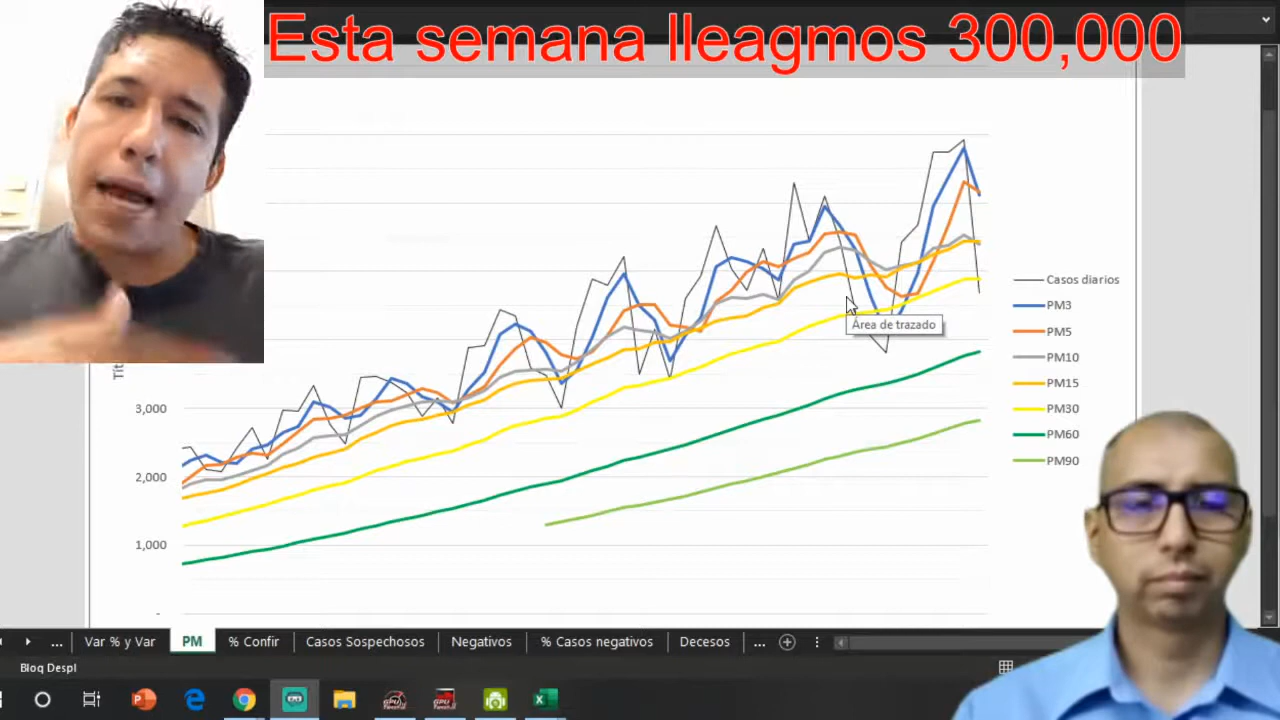 Esta semana lleagmos 300,000
Casos diarios
PM3
PM5
PM10
PM15
PM30
PM60
PM90
Área de trazado
3,000
2,000
1,000
-
... Var % y Var PM % Confir Casos Sospechosos Negativos % Casos negativos Decesos ...
Bloq Despl